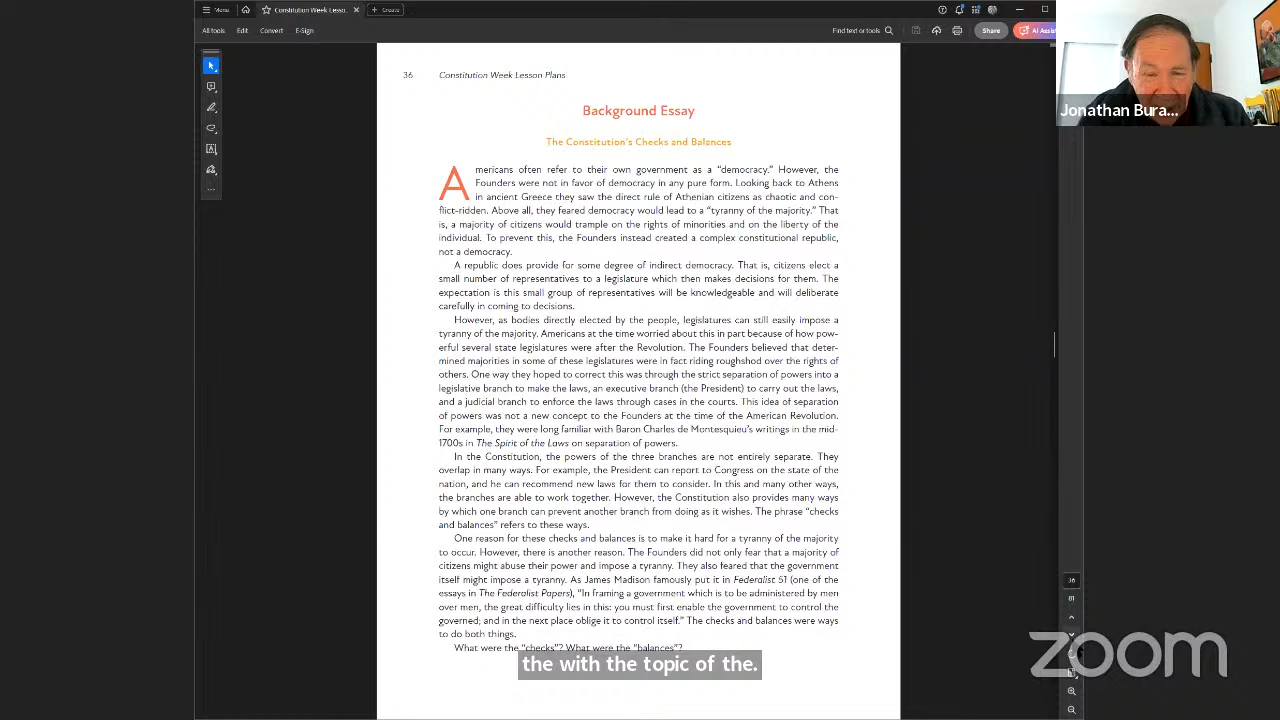 Menu
Constitution Week Lesso...
Create
All tools
Edit
Convert
E-Sign
Find text or tools
Share
AI Assis
Jonathan Bura...
36
Constitution Week Lesson Plans
Background Essay
The Constitution's Checks and Balances
Americans often refer to their own government as a “democracy.” However, the
Founders were not in favor of democracy in any pure form. Looking back to Athens
in ancient Greece they saw the direct rule of Athenian citizens as chaotic and con-
flict-ridden. Above all, they feared democracy would lead to a “tyranny of the majority.” That
is, a majority of citizens would trample on the rights of minorities and on the liberty of the
individual. To prevent this, the Founders instead created a complex constitutional republic,
not a democracy.
A republic does provide for some degree of indirect democracy. That is, citizens elect a
small number of representatives to a legislature which then makes decisions for them. The
expectation is this small group of representatives will be knowledgeable and will deliberate
carefully in coming to decisions.
However, as bodies directly elected by the people, legislatures can still easily impose a
tyranny of the majority. Americans at the time worried about this in part because of how pow-
erful several state legislatures were after the Revolution. The Founders believed that deter-
mined majorities in some of these legislatures were in fact riding roughshod over the rights of
others. One way they hoped to correct this was through the strict separation of powers into a
legislative branch to make the laws, an executive branch (the President) to carry out the laws,
and a judicial branch to enforce the laws through cases in the courts. This idea of separation
of powers was not a new concept to the Founders at the time of the American Revolution.
For example, they were long familiar with Baron Charles de Montesquieu's writings in the mid-
1700s in The Spirit of the Laws on separation of powers.
In the Constitution, the powers of the three branches are not entirely separate. They
overlap in many ways. For example, the President can report to Congress on the state of the
nation, and he can recommend new laws for them to consider. In this and many other ways,
the branches are able to work together. However, the Constitution also provides many ways
by which one branch can prevent another branch from doing as it wishes. The phrase “checks
and balances” refers to these ways.
One reason for these checks and balances is to make it hard for a tyranny of the majority
to occur. However, there is another reason. The Founders did not only fear that a majority of
citizens might abuse their power and impose a tyranny. They also feared that the government
itself might impose a tyranny. As James Madison famously put it in Federalist 51 (one of the
essays in The Federalist Papers), “In framing a government which is to be administered by men
over men, the great difficulty lies in this: you must first enable the government to control the
governed; and in the next place oblige it to control itself.” The checks and balances were ways
to do both things.
What were the “checks”? What were the “balances”?
the with the topic of the.
36
81
zoom